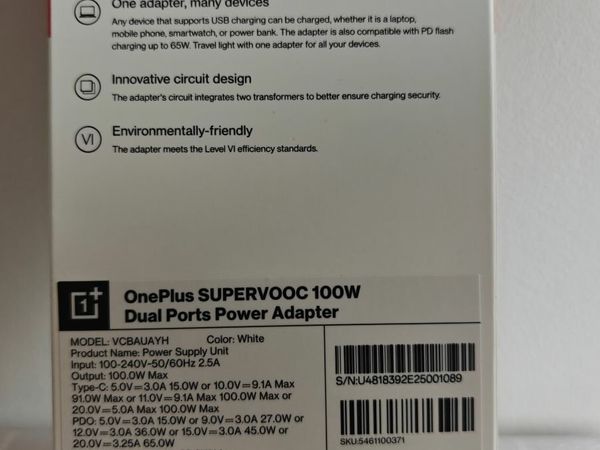 One adapter, many devices
Any device that supports USB charging can be charged, whether it is a laptop,
mobile phone, smartwatch, or power bank. The adapter is also compatible with PD flash
charging up to 65W. Travel light with one adapter for all your devices.
Innovative circuit design
The adapter's circuit integrates two transformers to better ensure charging security.
VI
Environmentally-friendly
The adapter meets the Level VI efficiency standards.
1+
OnePlus SUPERVOOC 100W
Dual Ports Power Adapter
MODEL: VCBAUAYH Color: White
Product Name: Power Supply Unit
Input: 100-240V~50/60Hz 2.5A
Output: 100.0W Max
Type-C: 5.0V⎓3.0A 15.0W or 10.0V⎓9.1A Max
91.0W Max or 11.0V⎓9.1A Max 100.0W Max or
20.0V⎓5.0A Max 100.0W Max
PDO: 5.0V⎓3.0A 15.0W or 9.0V⎓3.0A 27.0W or
12.0V⎓3.0A 36.0W or 15.0V⎓3.0A 45.0W or
20.0V⎓3.25A 65.0W
S/N:U4818392E25001089
SKU:5461100371